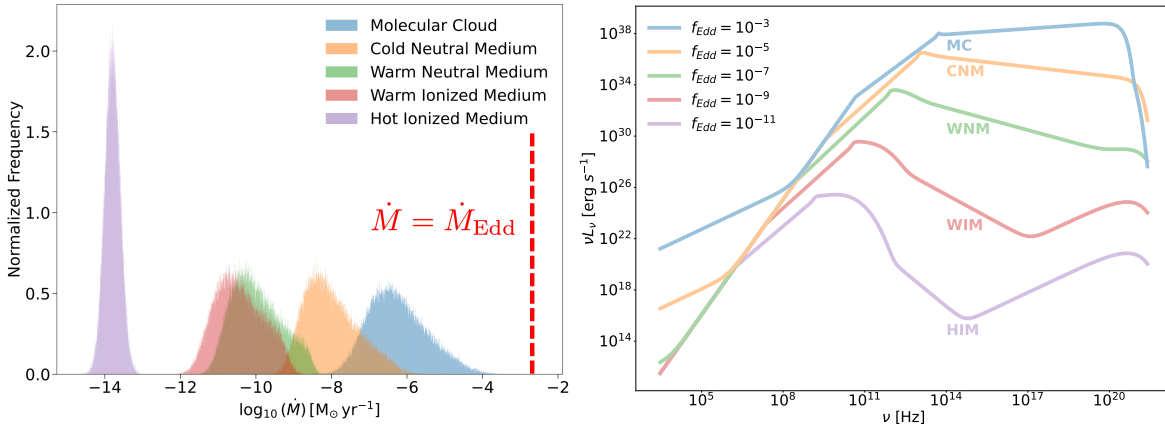 Normalized Frequency
2.0
1.5
1.0
0.5
0.0
Molecular Cloud
Cold Neutral Medium
Warm Neutral Medium
Warm Ionized Medium
Hot Ionized Medium
Ṁ = Ṁ_Edd
−14
−12
−10
−8
−6
−4
−2
log₁₀ (Ṁ) [M⊙ yr⁻¹]
νLν [erg s⁻¹]
10³⁸
10³⁴
10³⁰
10²⁶
10²²
10¹⁸
10¹⁴
f_Edd = 10⁻³
f_Edd = 10⁻⁵
f_Edd = 10⁻⁷
f_Edd = 10⁻⁹
f_Edd = 10⁻¹¹
MC
CNM
WNM
WIM
HIM
10⁵
10⁸
10¹¹
10¹⁴
10¹⁷
10²⁰
ν [Hz]